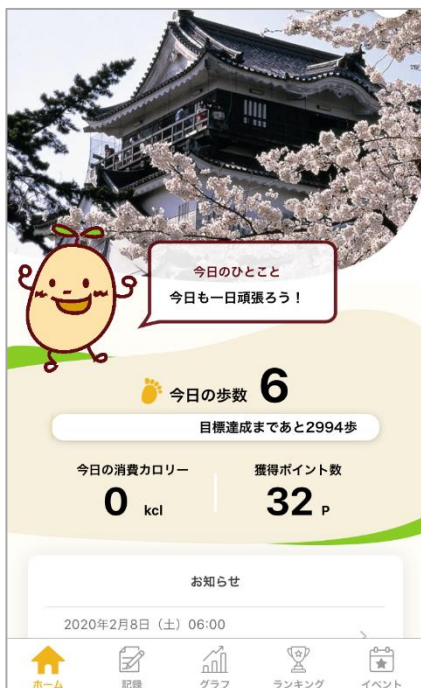 今日のひとこと
今日も一日頑張ろう！
今日の歩数 6
目標達成まであと2994歩
今日の消費カロリー 獲得ポイント数
0 kcl 32 P
お知らせ
2020年2月8日（土）06:00
ホーム 記録 グラフ ランキング イベント